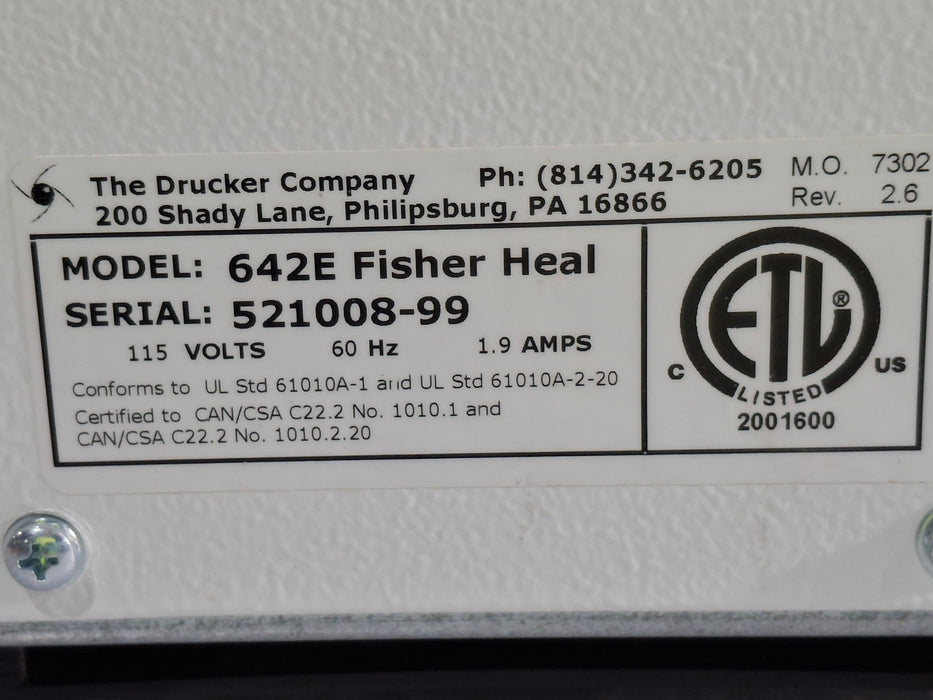 The Drucker Company Ph: (814)342-6205 M.O. 7302
200 Shady Lane, Philipsburg, PA 16866 Rev. 2.6
MODEL: 642E Fisher Heal
SERIAL: 521008-99
115 VOLTS 60 Hz 1.9 AMPS
Conforms to UL Std 61010A-1 and UL Std 61010A-2-20
Certified to CAN/CSA C22.2 No. 1010.1 and
CAN/CSA C22.2 No. 1010.2.20
ETL ®
C US
LISTED
2001600